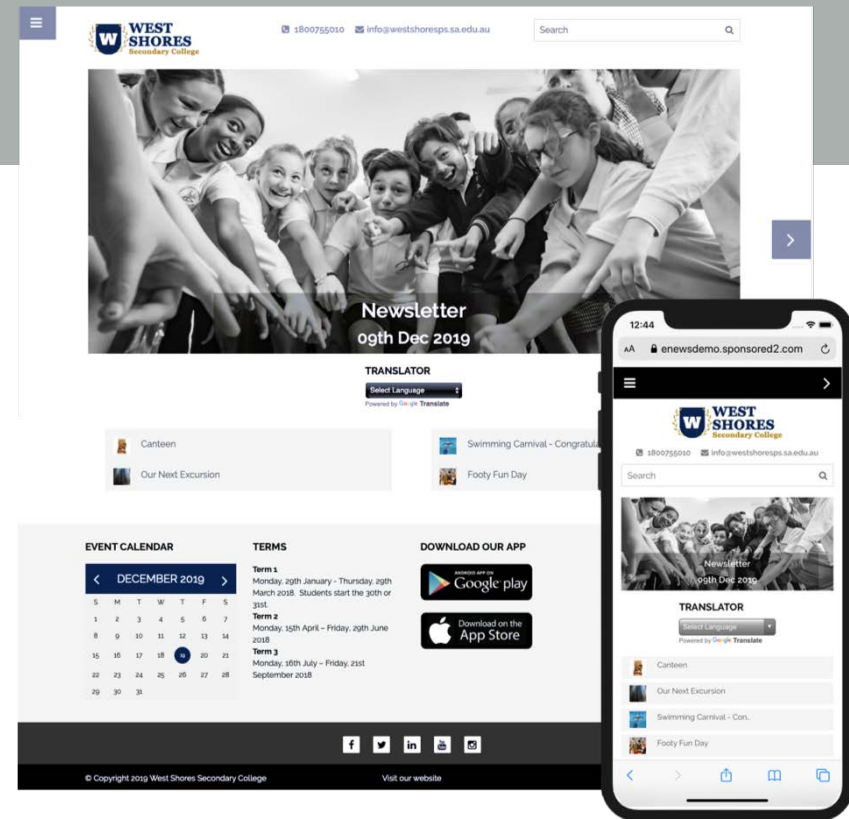 W
WEST
SHORES
Secondary College
1800755010 info@westshoresps.sa.edu.au
Search
Newsletter
09th Dec 2019
TRANSLATOR
Select Language
Powered by Google Translate
Canteen
Our Next Excursion
Swimming Carnival - Congratula
Footy Fun Day
EVENT CALENDAR
DECEMBER 2019
S M T W T F S
1 2 3 4 5 6 7
8 9 10 11 12 13 14
15 16 17 18 19 20 21
22 23 24 25 26 27 28
29 30 31
TERMS
Term 1
Monday, 29th January - Thursday, 29th
March 2018. Students start the 30th or
31st.
Term 2
Monday, 15th April – Friday, 29th June
2018
Term 3
Monday, 16th July – Friday, 21st
September 2018
DOWNLOAD OUR APP
ANDROID APP ON
Google play
Download on the
App Store
f in You Tube
© Copyright 2019 West Shores Secondary College
Visit our website
12:44
AA enewsdemo.sponsored2.com
W
WEST
SHORES
Secondary College
1800755010 info@westshoresps.sa.edu.au
Search
Newsletter
09th Dec 2019
TRANSLATOR
Select Language
Powered by Google Translate
Canteen
Our Next Excursion
Swimming Carnival - Con...
Footy Fun Day